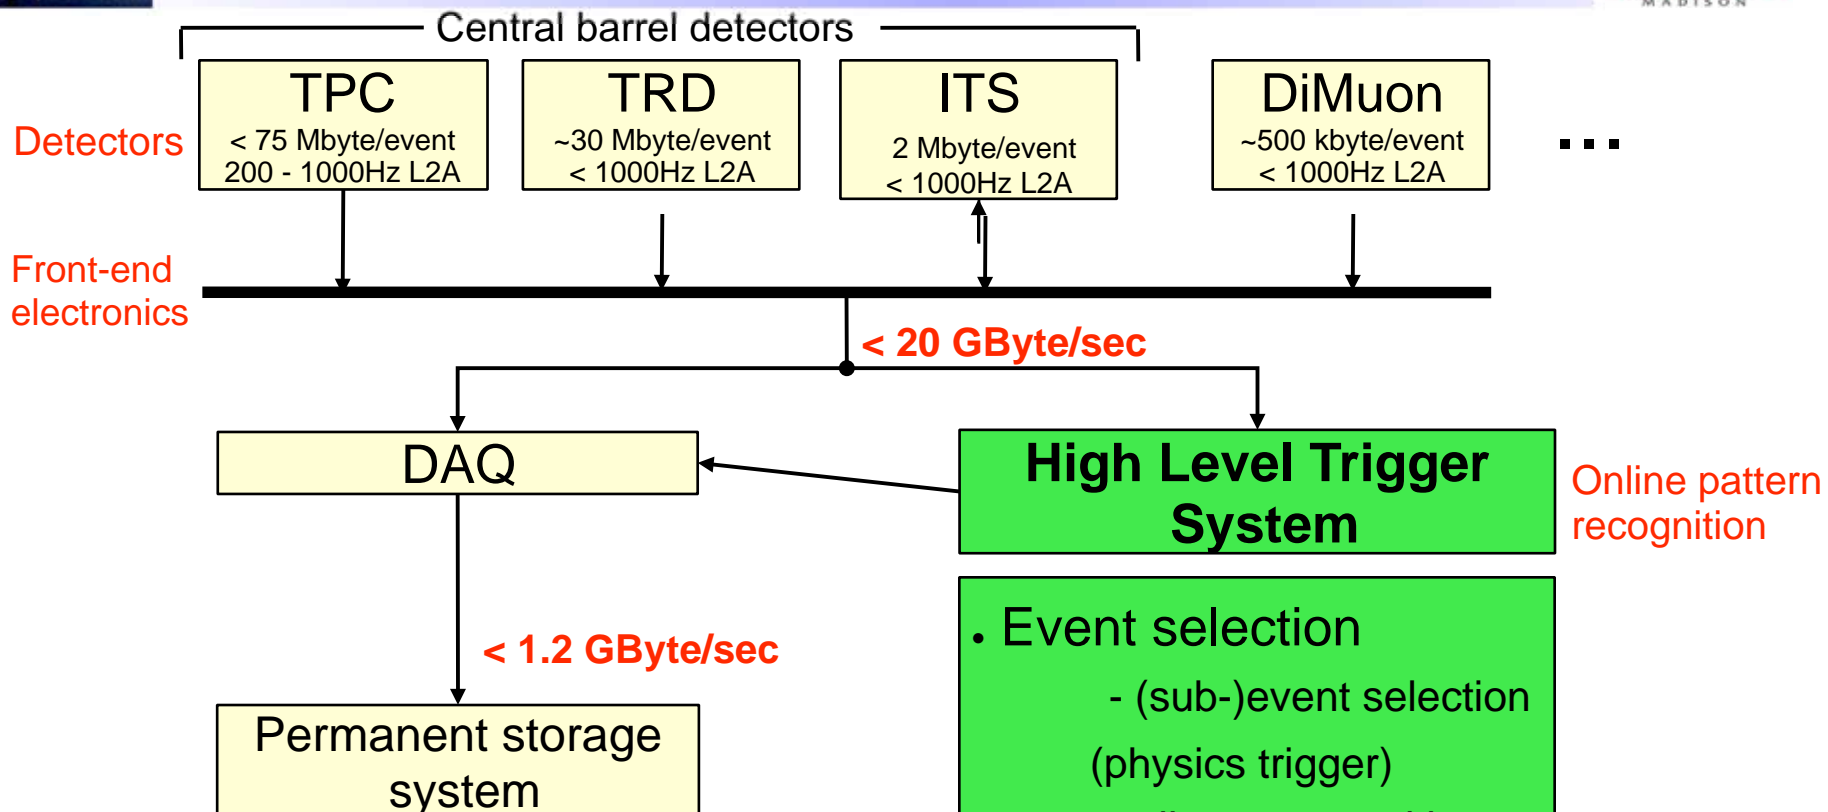 MADISON
Central barrel detectors
Detectors
TPC
< 75 Mbyte/event
200 - 1000Hz L2A
TRD
~30 Mbyte/event
< 1000Hz L2A
ITS
2 Mbyte/event
< 1000Hz L2A
DiMuon
~500 kbyte/event
< 1000Hz L2A
...
Front-end
electronics
< 20 GByte/sec
DAQ
High Level Trigger
System
Online pattern
recognition
< 1.2 GByte/sec
Permanent storage
system
. Event selection
- (sub-)event selection
(physics trigger)